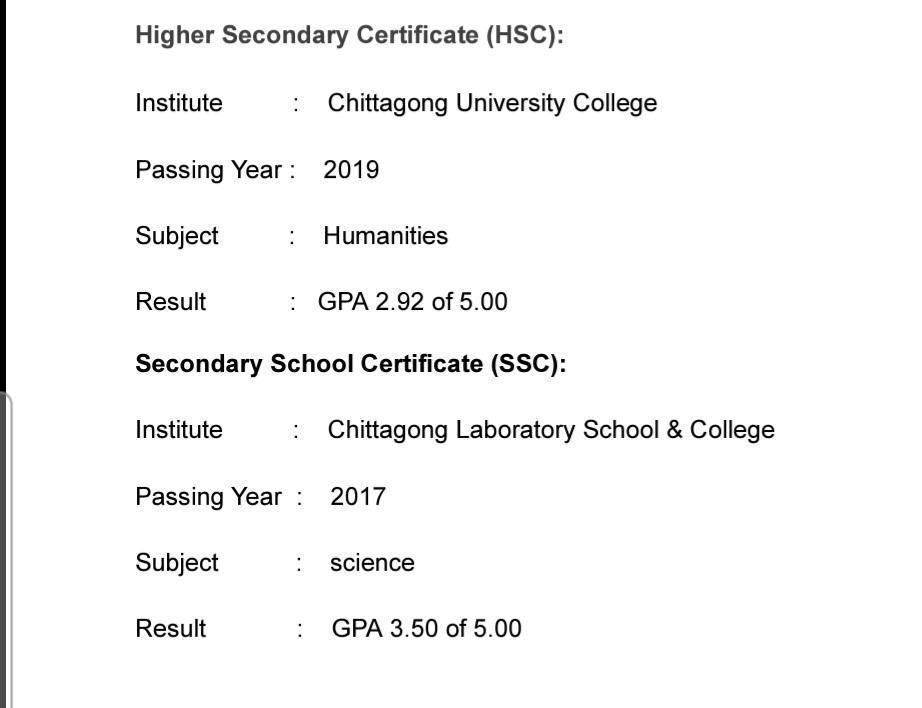 Higher Secondary Certificate (HSC):
Institute : Chittagong University College
Passing Year : 2019
Subject : Humanities
Result : GPA 2.92 of 5.00
Secondary School Certificate (SSC):
Institute : Chittagong Laboratory School & College
Passing Year : 2017
Subject : science
Result : GPA 3.50 of 5.00